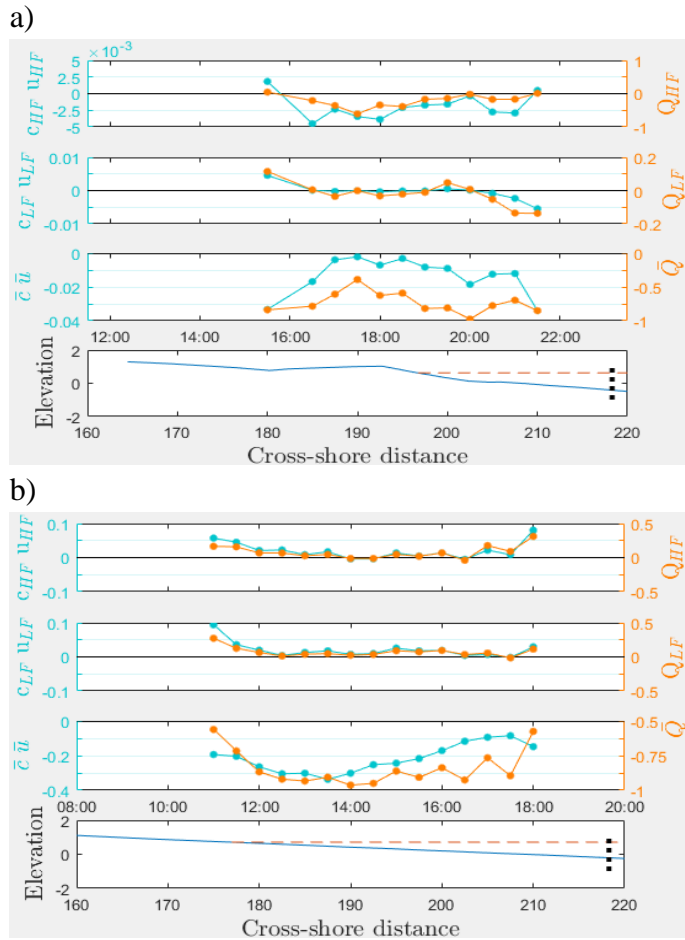 a)
×10⁻³
c_HF u_HF
5
2.5
0
-2.5
-5
1
0
-1
Q_HF
c_LF u_LF
0.01
0
-0.01
0.2
0
-0.2
Q_LF
c̄ ū
0
-0.02
-0.04
0
-0.5
-1
Q̄
12:00 14:00 16:00 18:00 20:00 22:00
Elevation
2
0
-2
160 170 180 190 200 210 220
Cross-shore distance
b)
c_HF u_HF
0.1
0
-0.1
0.5
0
-0.5
Q_HF
c_LF u_LF
0.1
0
-0.1
0.5
0
-0.5
Q_LF
c̄ ū
0
-0.2
-0.4
-0.5
-0.75
-1
Q̄
08:00 10:00 12:00 14:00 16:00 18:00 20:00
Elevation
2
0
-2
160 170 180 190 200 210 220
Cross-shore distance